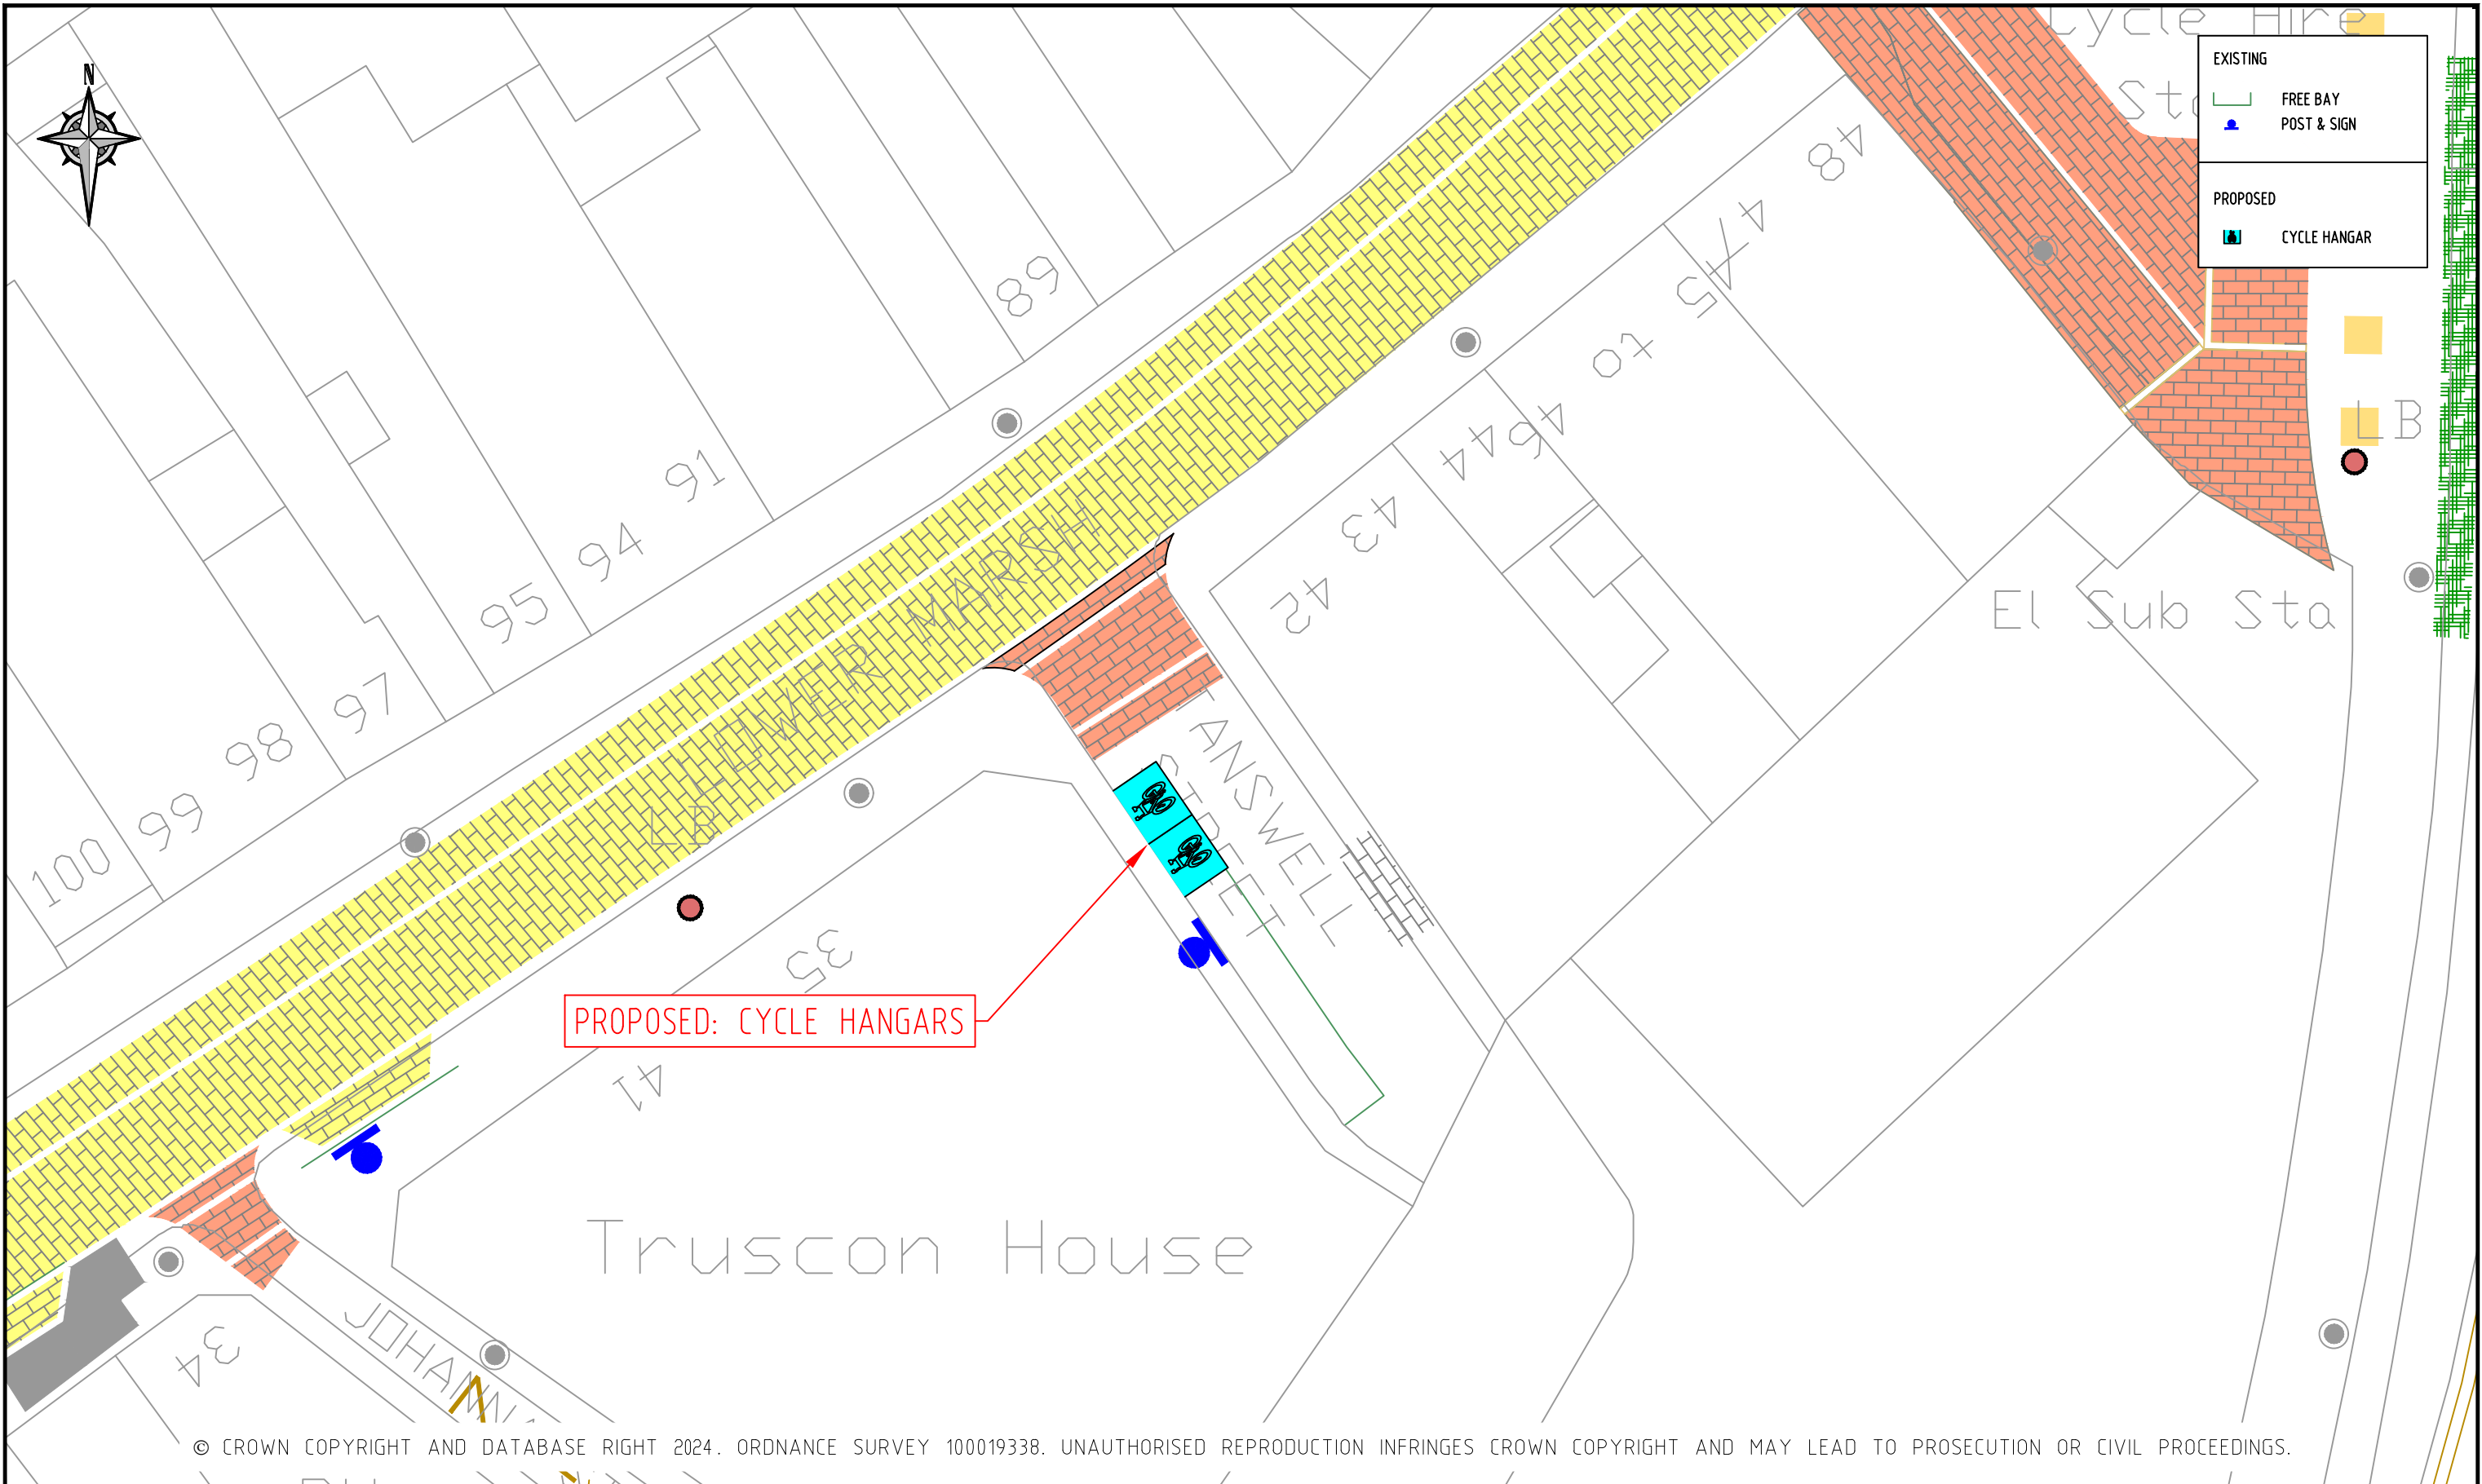 N
Cycle Hire
EXISTING
FREE BAY
POST & SIGN
PROPOSED
CYCLE HANGAR
48
47
45
to
46
44
43
42
89
91
94
95
97
98
99
100
LB
El Sub Sta
LOWER MARSH
LB
TANSWELL
STREET
35
PROPOSED: CYCLE HANGARS
41
Truscon House
34
© CROWN COPYRIGHT AND DATABASE RIGHT 2024. ORDNANCE SURVEY 100019338. UNAUTHORISED REPRODUCTION INFRINGES CROWN COPYRIGHT AND MAY LEAD TO PROSECUTION OR CIVIL PROCEEDINGS.